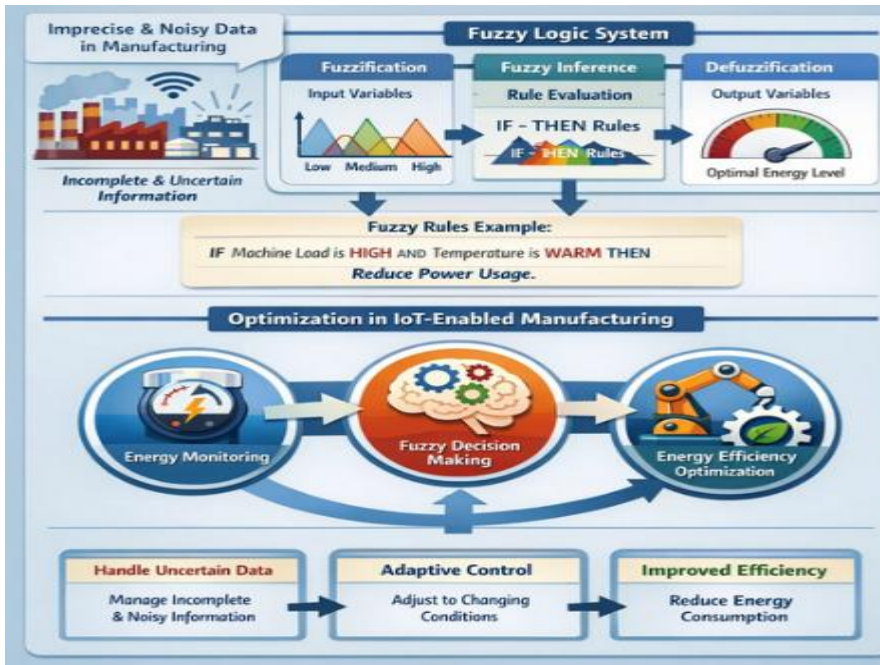 Imprecise & Noisy Data
in Manufacturing
Incomplete & Uncertain
Information
Fuzzy Logic System
Fuzzification
Input Variables
Low Medium High
Fuzzy Inference
Rule Evaluation
IF - THEN Rules
IF - THEN Rules
Defuzzification
Output Variables
Optimal Energy Level
Fuzzy Rules Example:
IF Machine Load is HIGH AND Temperature is WARM THEN
Reduce Power Usage.
Optimization in IoT-Enabled Manufacturing
Energy Monitoring
Fuzzy Decision
Making
Energy Efficiency
Optimization
Handle Uncertain Data
Manage Incomplete
& Noisy Information
Adaptive Control
Adjust to Changing
Conditions
Improved Efficiency
Reduce Energy
Consumption